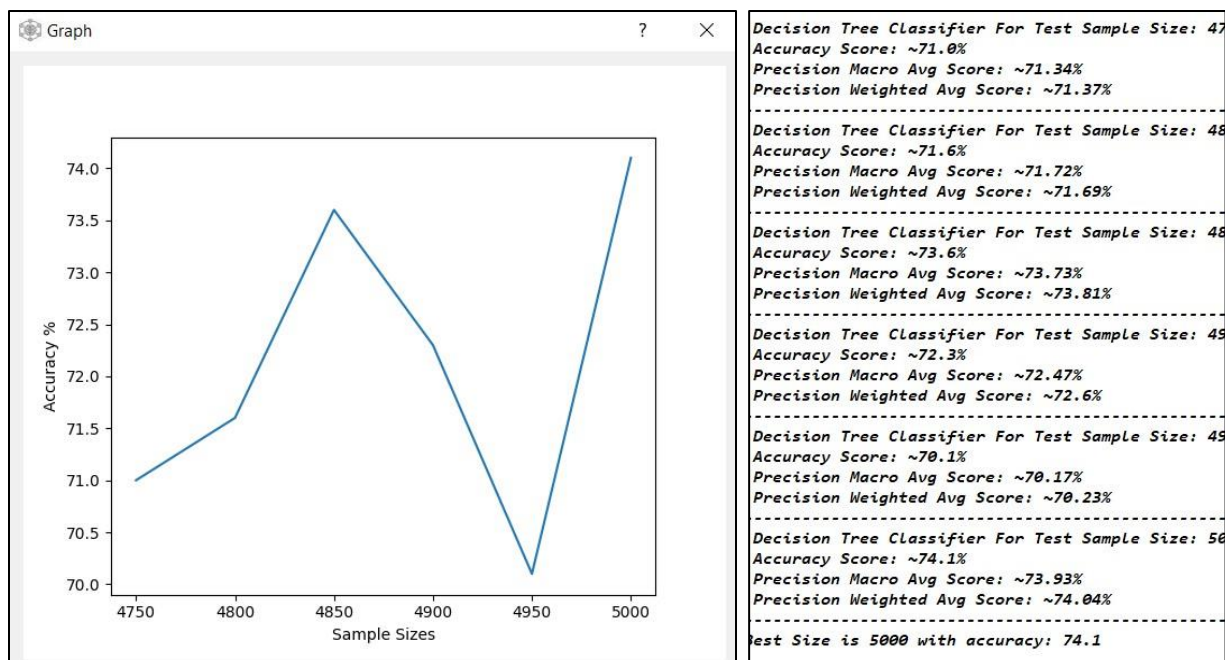 Graph
?
74.0
73.5
73.0
72.5
72.0
71.5
71.0
70.5
70.0
Accuracy %
4750 4800 4850 4900 4950 5000
Sample Sizes
Decision Tree Classifier For Test Sample Size: 47
Accuracy Score: ~71.0%
Precision Macro Avg Score: ~71.34%
Precision Weighted Avg Score: ~71.37%
Decision Tree Classifier For Test Sample Size: 48
Accuracy Score: ~71.6%
Precision Macro Avg Score: ~71.72%
Precision Weighted Avg Score: ~71.69%
Decision Tree Classifier For Test Sample Size: 48
Accuracy Score: ~73.6%
Precision Macro Avg Score: ~73.73%
Precision Weighted Avg Score: ~73.81%
Decision Tree Classifier For Test Sample Size: 49
Accuracy Score: ~72.3%
Precision Macro Avg Score: ~72.47%
Precision Weighted Avg Score: ~72.6%
Decision Tree Classifier For Test Sample Size: 49
Accuracy Score: ~70.1%
Precision Macro Avg Score: ~70.17%
Precision Weighted Avg Score: ~70.23%
Decision Tree Classifier For Test Sample Size: 50
Accuracy Score: ~74.1%
Precision Macro Avg Score: ~73.93%
Precision Weighted Avg Score: ~74.04%
Best Size is 5000 with accuracy: 74.1